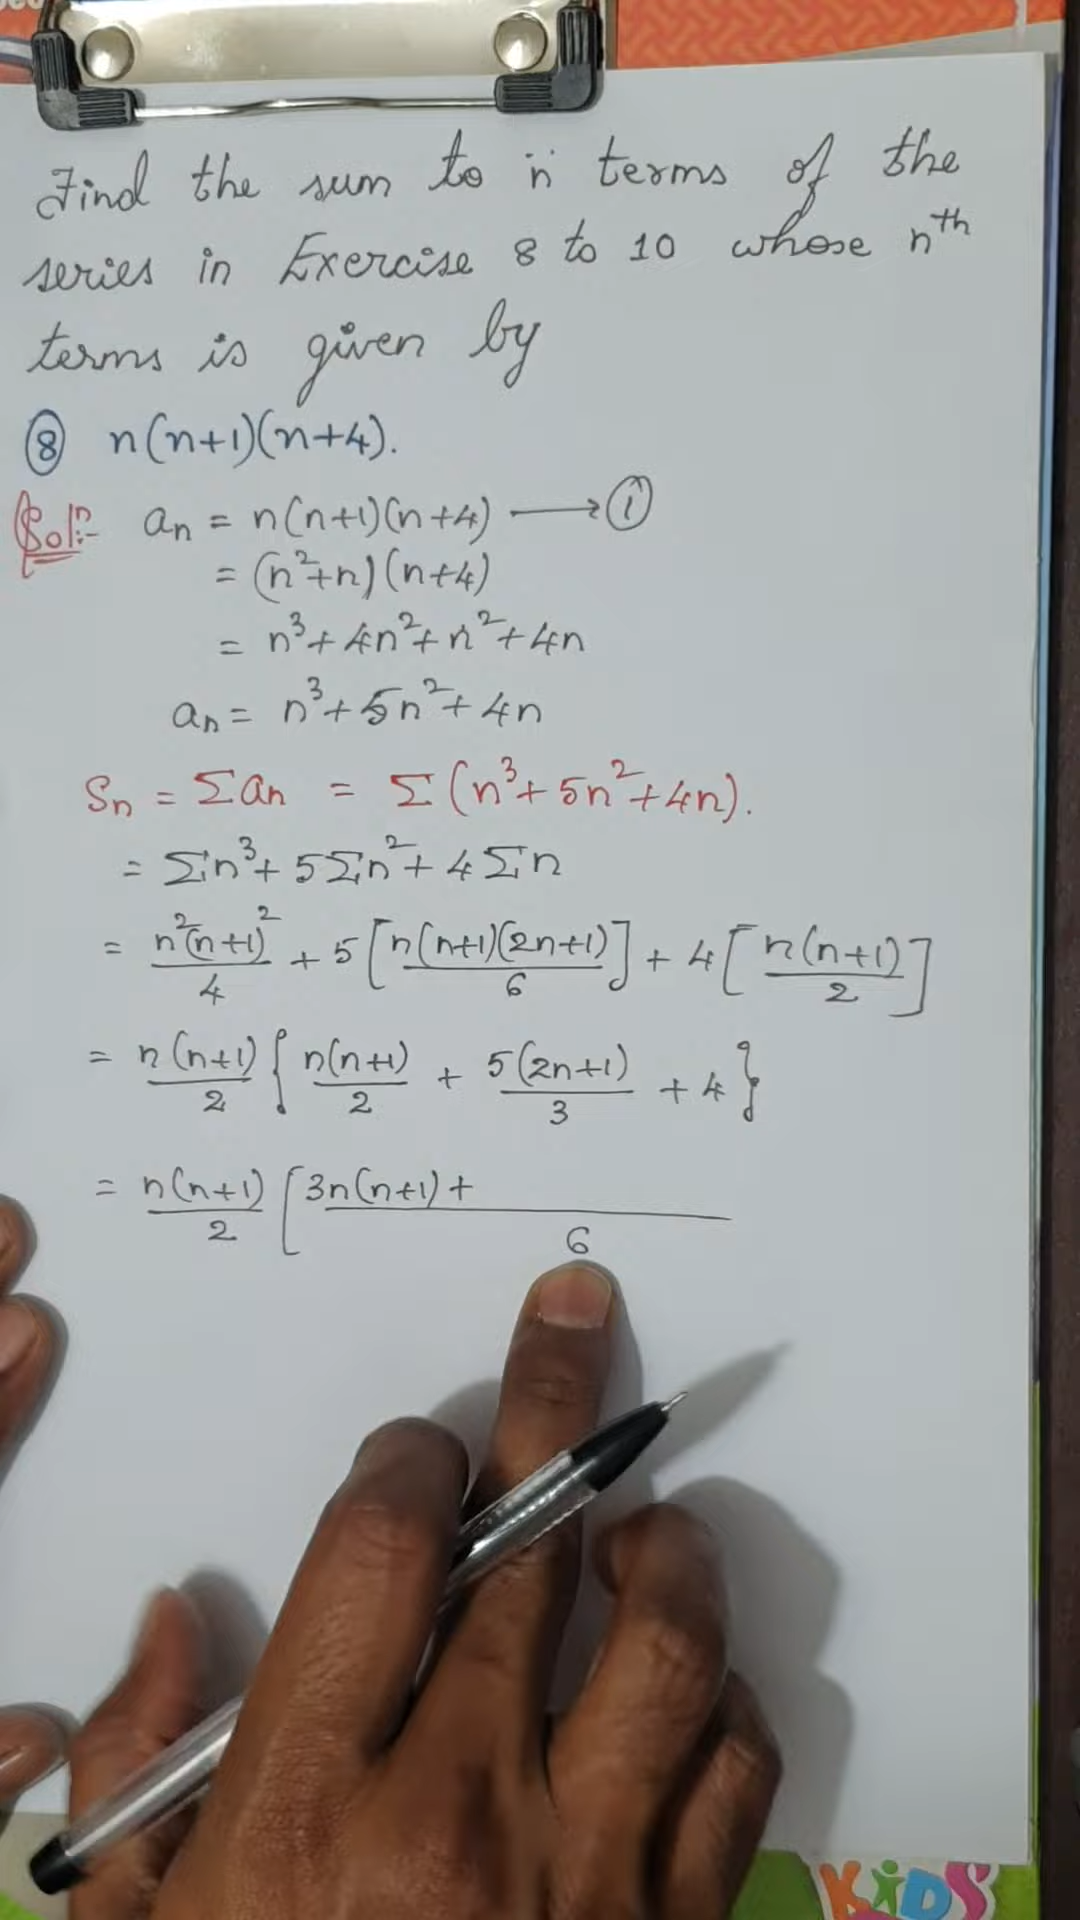 Find the sum to 'n' terms of the
series in Exercise 8 to 10 whose nᵗʰ
terms is given by
⑧ n(n+1)(n+4).
Solⁿ:- aₙ = n(n+1)(n+4) ⟶ ①
= (n²+n)(n+4)
= n³+4n²+n²+4n
aₙ = n³+5n²+4n
Sₙ = Σaₙ = Σ(n³+5n²+4n).
= Σn³+5Σn²+4Σn
= n²(n+1)²/4 + 5[n(n+1)(2n+1)/6] + 4[n(n+1)/2]
= n(n+1)/2 {n(n+1)/2 + 5(2n+1)/3 + 4}
= n(n+1)/2 [3n(n+1)+ /6
KiDS